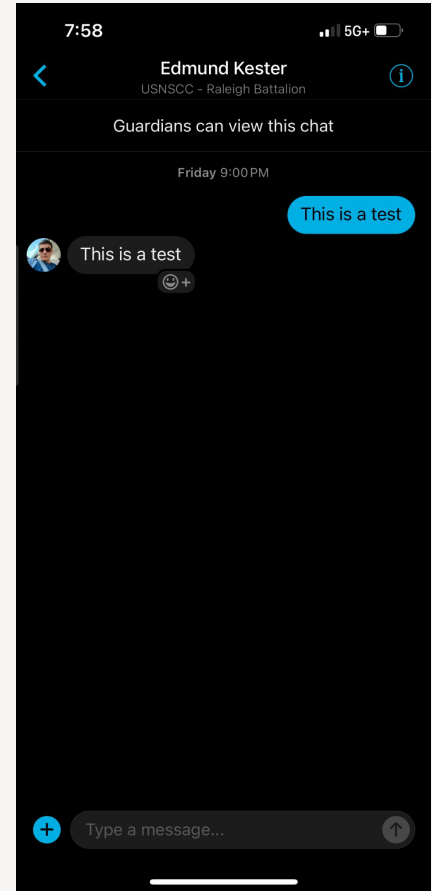 7:58
5G+
Edmund Kester
USNSCC - Raleigh Battalion
Guardians can view this chat
Friday 9:00 PM
This is a test
This is a test
Type a message...